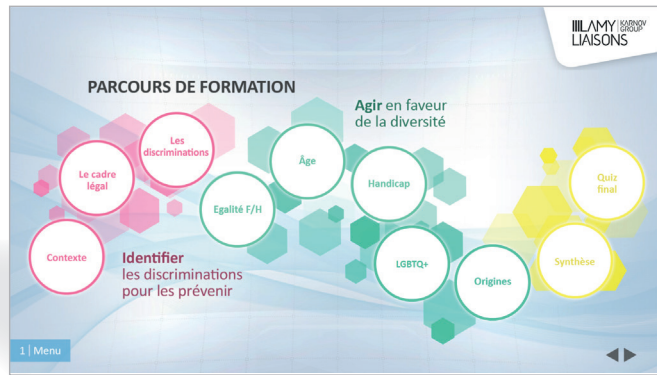 LAMY
LIAISONS
KARNOV
GROUP
PARCOURS DE FORMATION
Agir en faveur
de la diversité
Les
discriminations
Le cadre
légal
Contexte
Identifier
les discriminations
pour les prévenir
Egalité F/H
Âge
Handicap
LGBTQ+
Origines
Synthèse
Quiz
final
1 | Menu